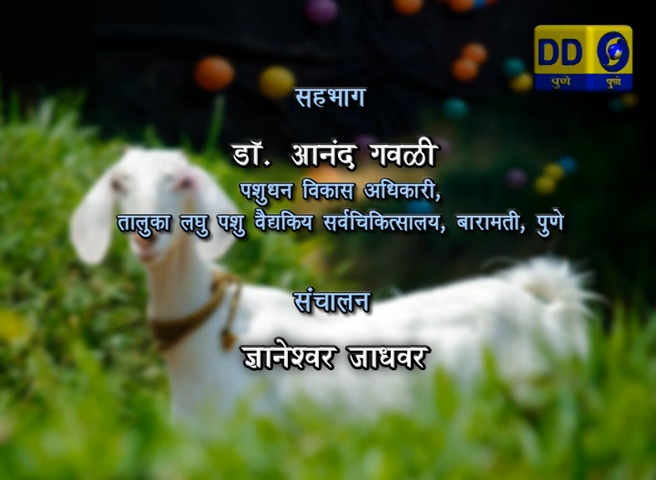 DD
पुणे पुणे
सहभाग
डॉ. आनंद गवळी
पशुधन विकास अधिकारी,
तालुका लघु पशु वैद्यकिय सर्वचिकित्सालय, बारामती, पुणे
संचालन
ज्ञानेश्वर जाधवर